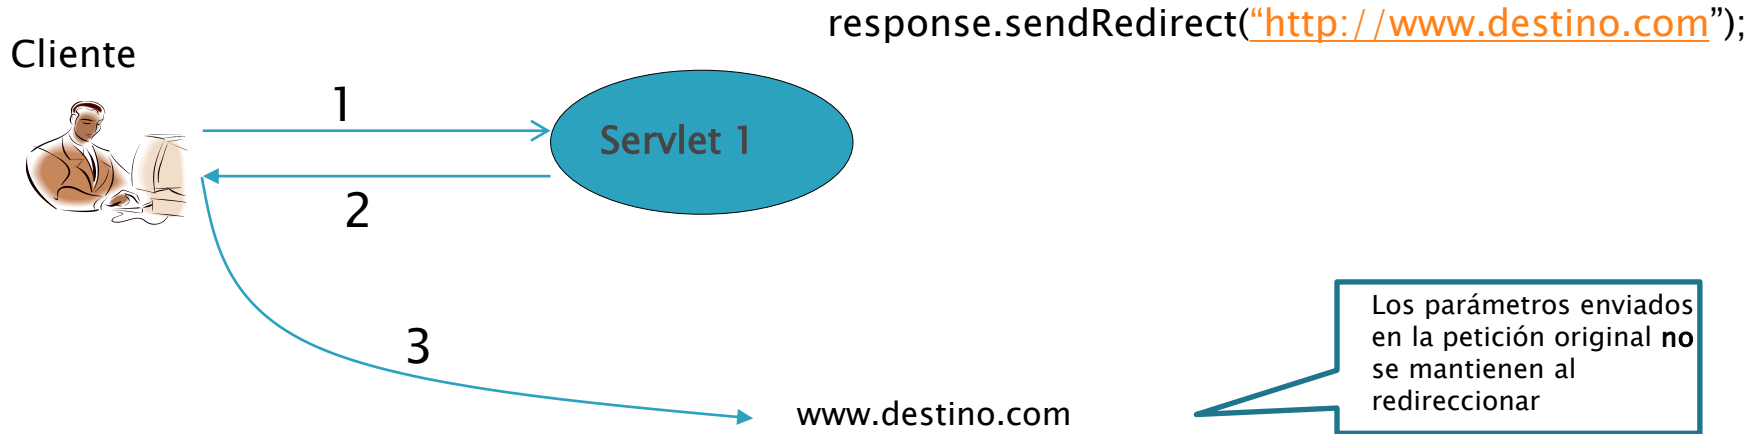 response.sendRedirect(“http://www.destino.com”);
Cliente
1
Servlet 1
2
3
www.destino.com
Los parámetros enviados
en la petición original no
se mantienen al
redireccionar